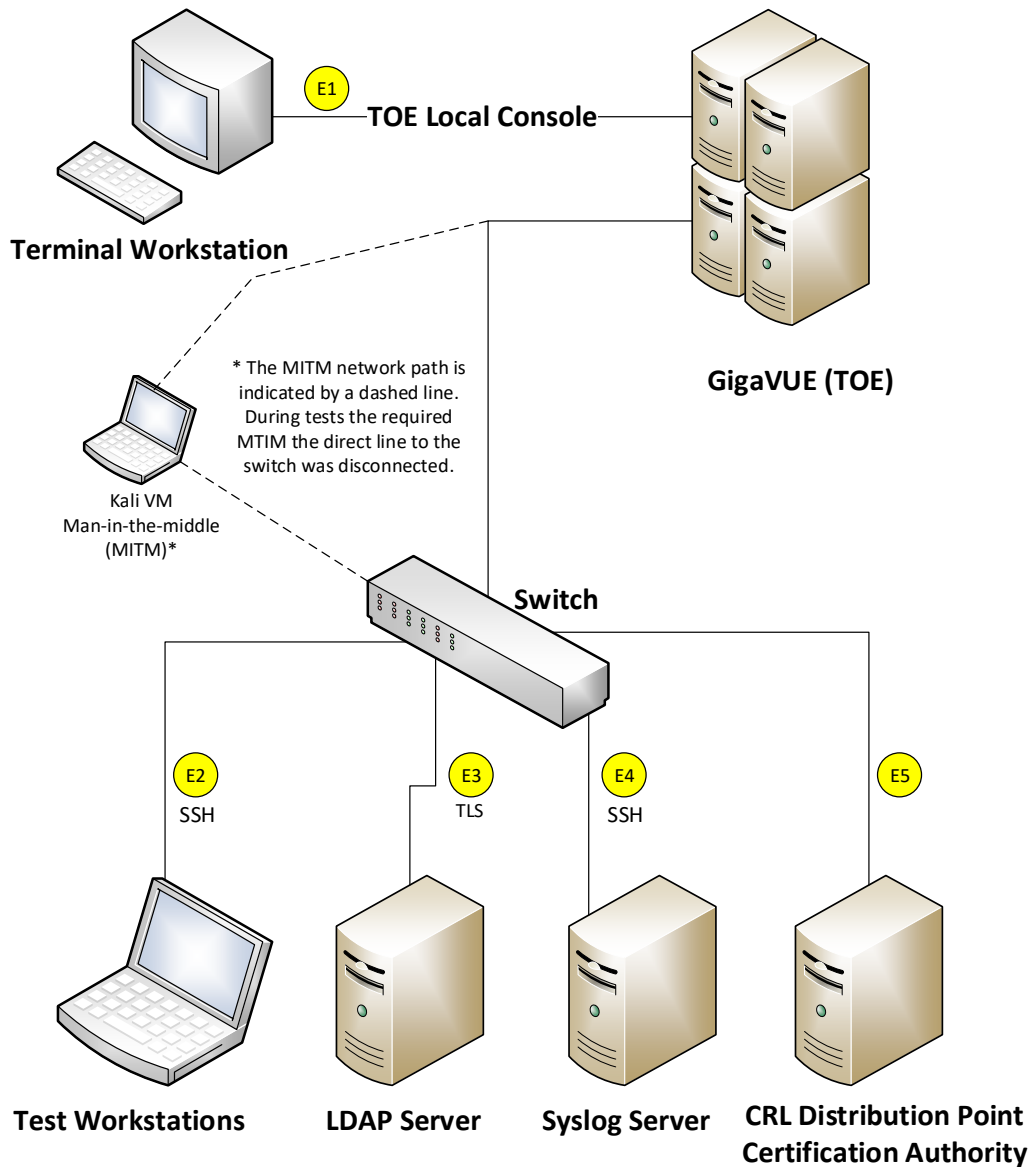 E1
TOE Local Console
Terminal Workstation
GigaVUE (TOE)
* The MITM network path is
indicated by a dashed line.
During tests the required
MTIM the direct line to the
switch was disconnected.
Kali VM
Man-in-the-middle
(MITM)*
Switch
E2
SSH
E3
TLS
E4
SSH
E5
Test Workstations
LDAP Server
Syslog Server
CRL Distribution Point
Certification Authority